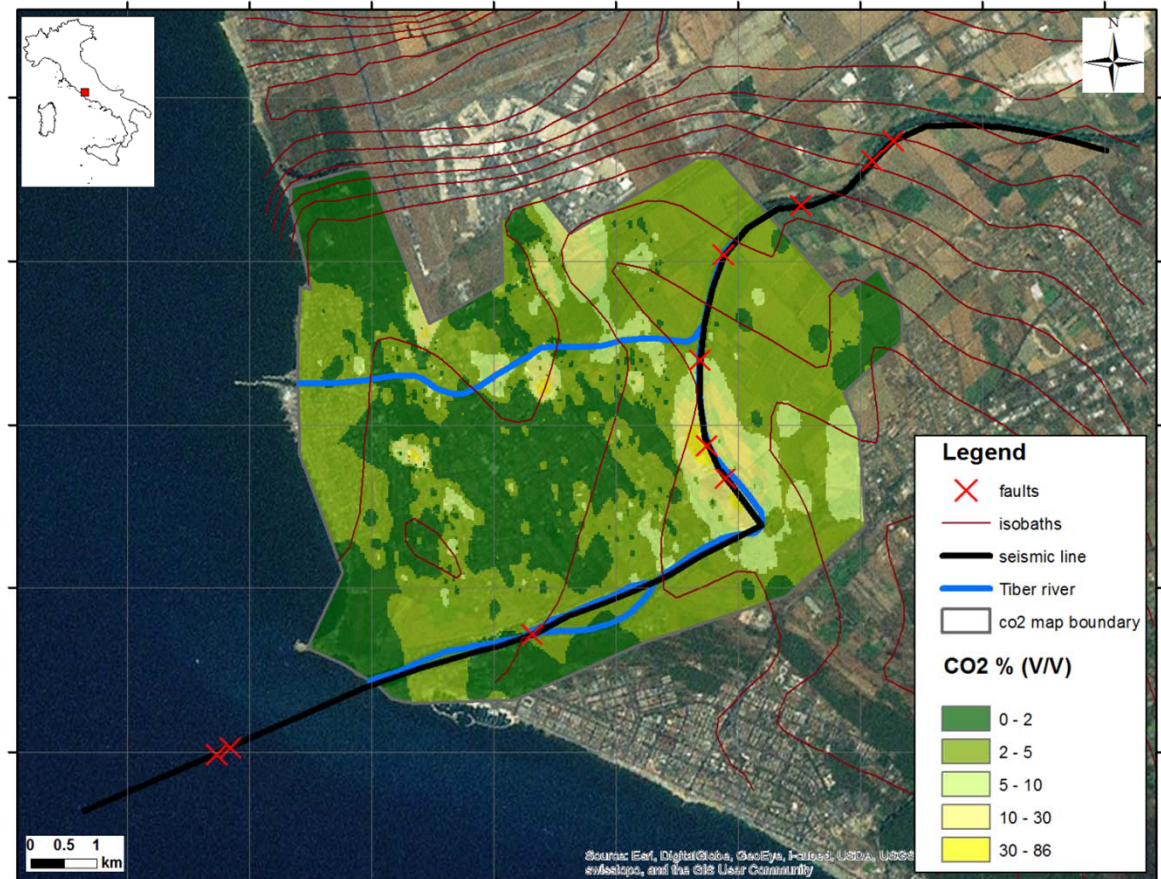 N
Legend
faults
isobaths
seismic line
Tiber river
co2 map boundary
CO2 % (V/V)
0 - 2
2 - 5
5 - 10
10 - 30
30 - 86
0 0.5 1
km
Source: Esri, DigitalGlobe, GeoEye, i-cubed, USDA, USGS
swisstopo, and the GIS User Community